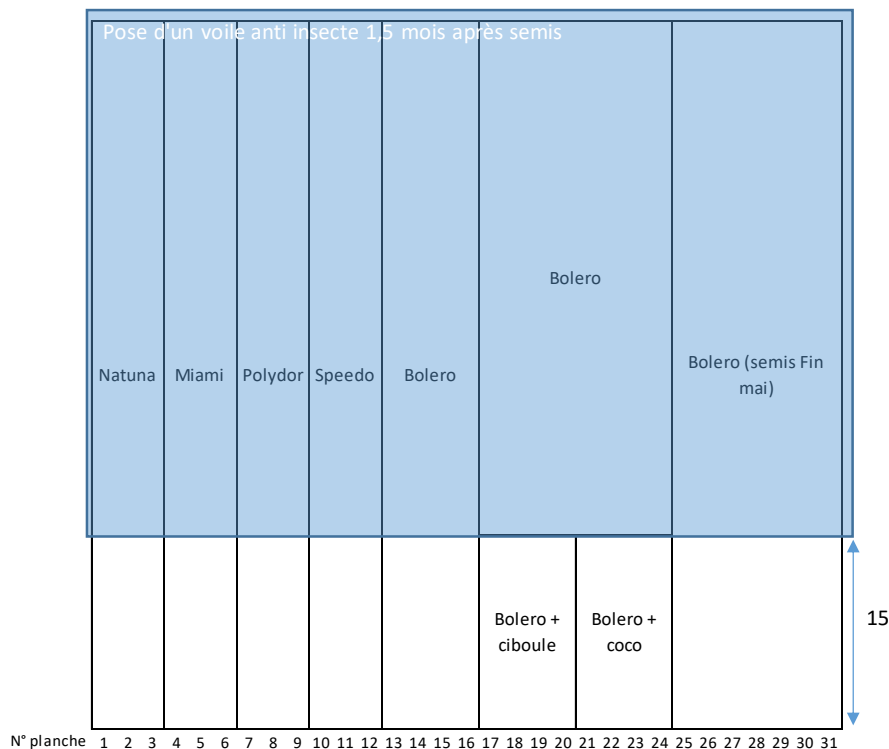 Pose d'un voile anti insecte 1,5 mois après semis
Bolero
Bolero (semis Fin
mai)
Natuna Miami Polydor Speedo Bolero
Bolero +
ciboule
Bolero +
coco
15
N° planche 1 2 3 4 5 6 7 8 9 10 11 12 13 14 15 16 17 18 19 20 21 22 23 24 25 26 27 28 29 30 31